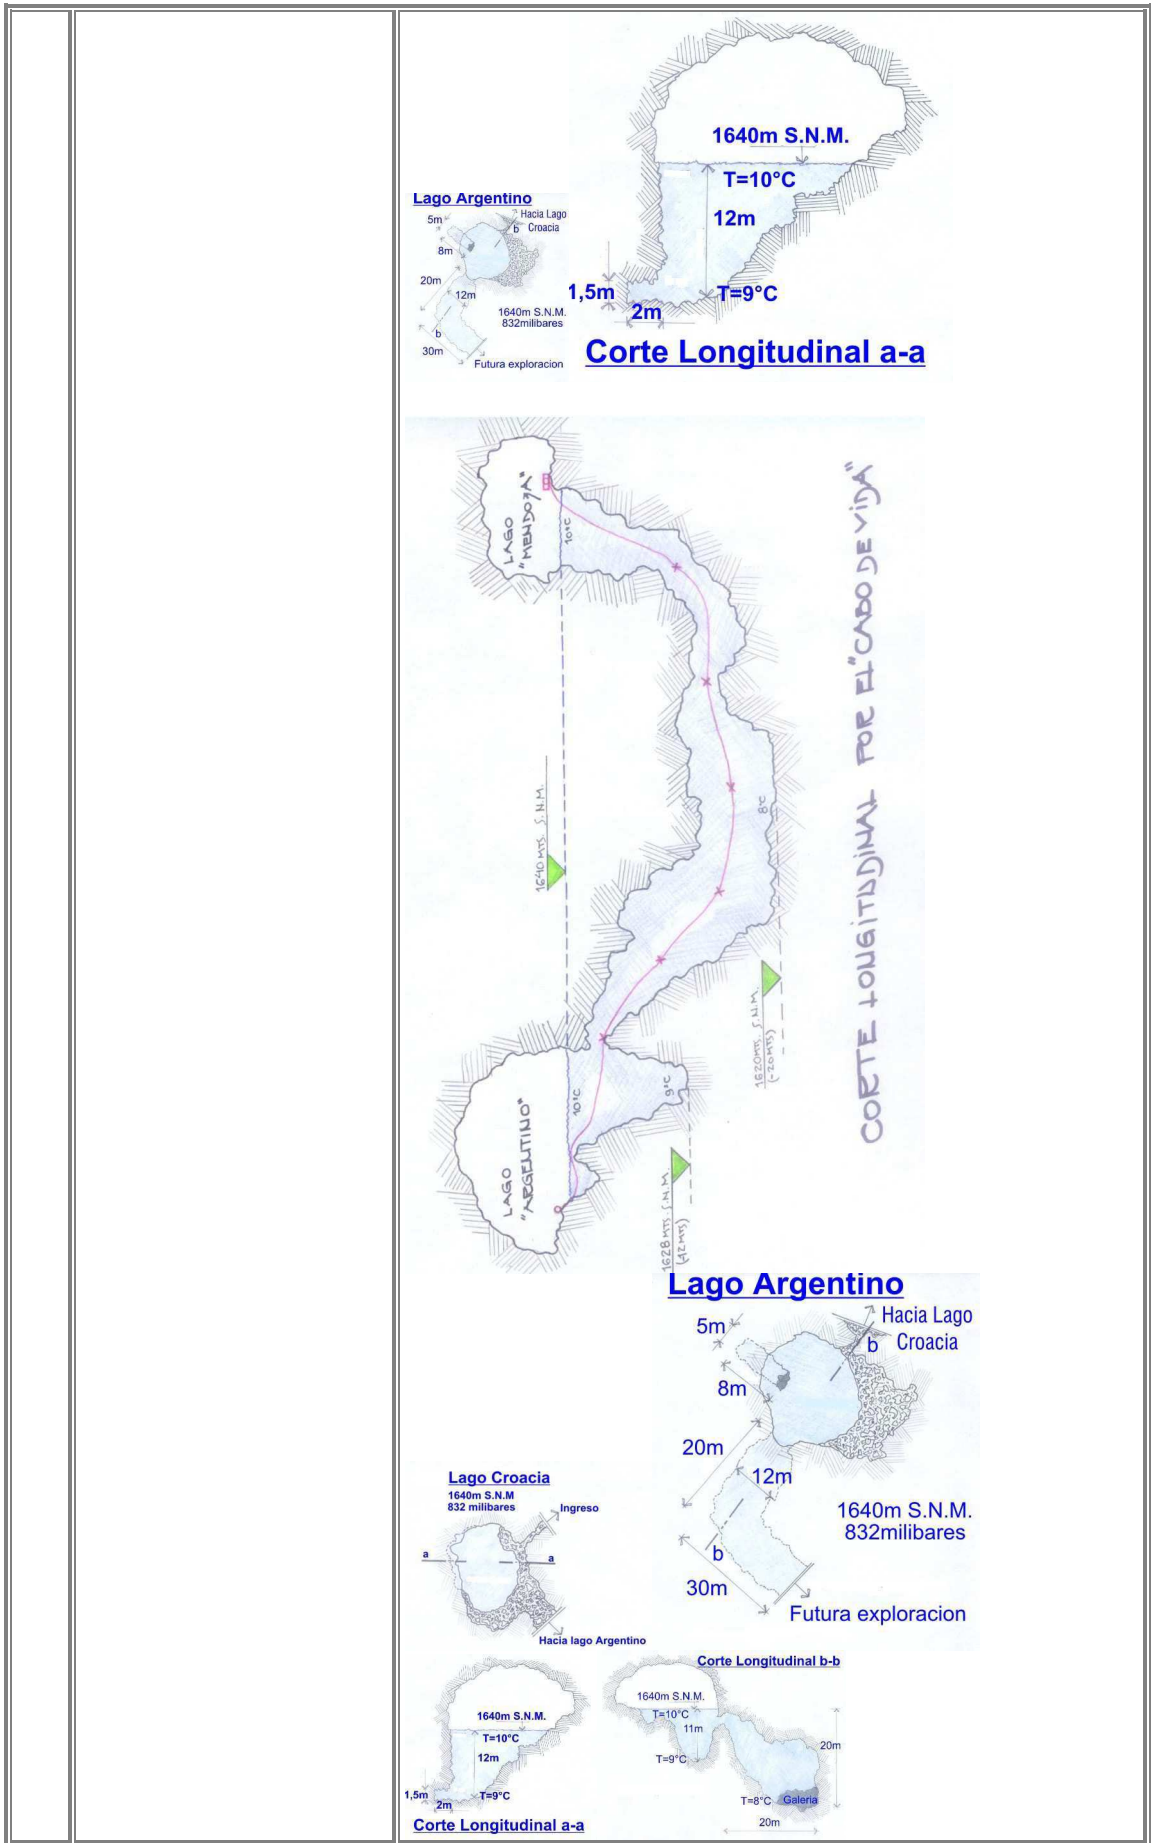 1640m S.N.M.
T=10°C
12m
1,5m
T=9°C
2m
Corte Longitudinal a-a
Lago Argentino
5m
Hacia Lago
Croacia
b
8m
20m
12m
1640m S.N.M.
832milibares
b
30m
Futura exploracion
LAGO
"MENDOZA"
10°C
CORTE LONGITUDINAL POR EL "CABO DE VIDA"
8°C
1640 MTS. S.N.M.
1620 MTS. S.N.M.
(-20 MTS)
LAGO
"ARGENTINO"
10°C
9°C
1628 MTS. S.N.M.
(-12 MTS)
Lago Argentino
5m
Hacia Lago
Croacia
b
8m
20m
12m
1640m S.N.M.
832milibares
b
30m
Futura exploracion
Lago Croacia
1640m S.N.M
832 milibares
Ingreso
a
a
Hacia lago Argentino
1640m S.N.M.
T=10°C
12m
1,5m
T=9°C
2m
Corte Longitudinal a-a
Corte Longitudinal b-b
1640m S.N.M.
T=10°C
11m
20m
T=9°C
T=8°C
Galeria
20m